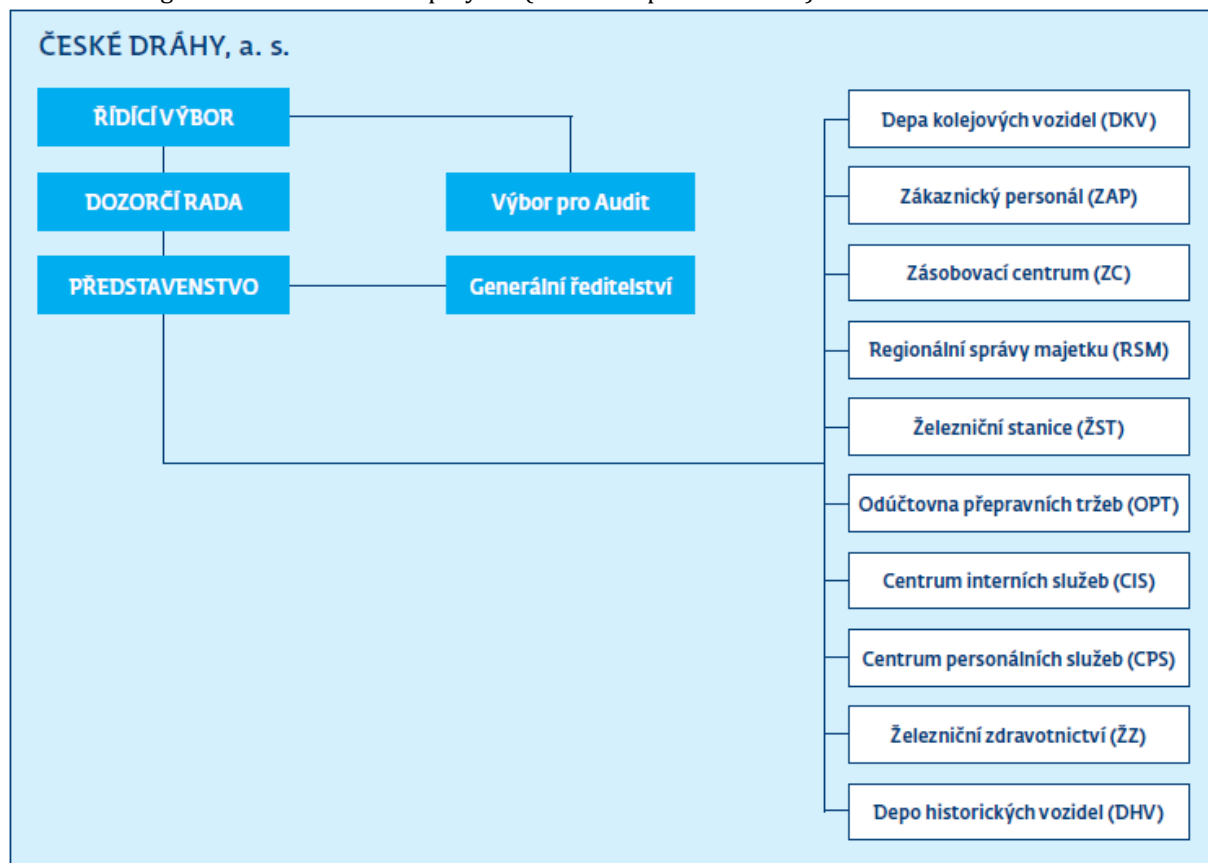 ČESKÉ DRÁHY, a. s.
ŘÍDÍCÍ VÝBOR
DOZORČÍ RADA
Výbor pro Audit
PŘEDSTAVENSTVO
Generální ředitelství
Depa kolejových vozidel (DKV)
Zákaznický personál (ZAP)
Zásobovací centrum (ZC)
Regionální správy majetku (RSM)
Železniční stanice (ŽST)
Odúčtovna přepravních tržeb (OPT)
Centrum interních služeb (CIS)
Centrum personálních služeb (CPS)
Železniční zdravotnictví (ŽZ)
Depo historických vozidel (DHV)